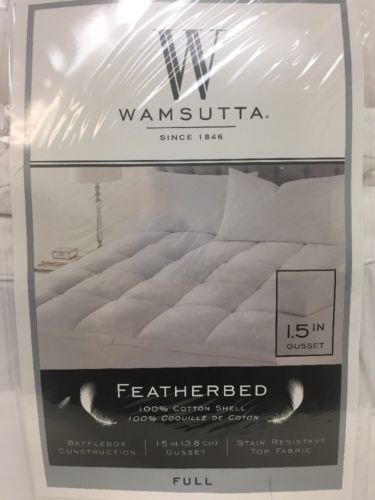 W
WAMSUTTA®
SINCE 1846
1.5 IN
GUSSET
FEATHERBED
100% COTTON SHELL
100% COQUILLE DE COTON
BAFFLEBOX
CONSTRUCTION
1.5 IN (3.8 CM)
GUSSET
STAIN RESISTANT
TOP FABRIC
FULL